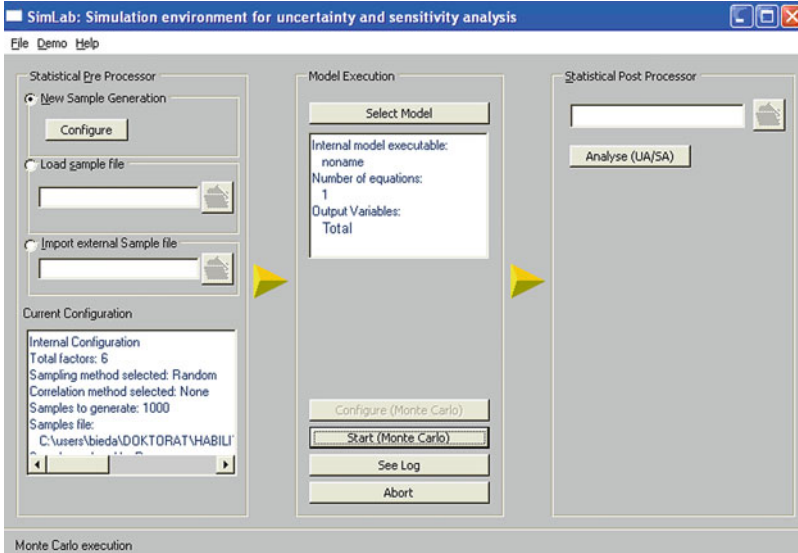 SimLab: Simulation environment for uncertainty and sensitivity analysis
File Demo Help
Statistical Pre Processor
New Sample Generation
Configure
Load sample file
Import external Sample file
Current Configuration
Internal Configuration
Total factors: 6
Sampling method selected: Random
Correlation method selected: None
Samples to generate: 1000
Samples file:
C:\users\bieda\DOKTORAT\HABILI
Model Execution
Select Model
Internal model executable:
noname
Number of equations:
1
Output Variables:
Total
Configure (Monte Carlo)
Start (Monte Carlo)
See Log
Abort
Statistical Post Processor
Analyse (UA/SA)
Monte Carlo execution